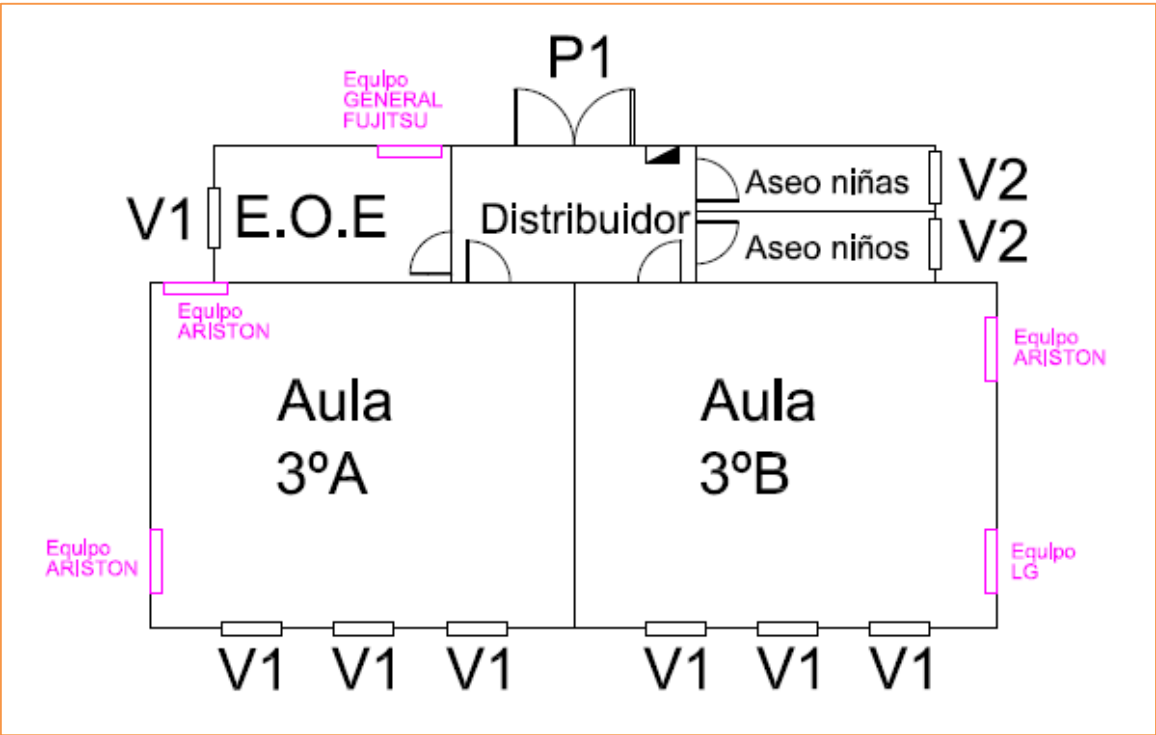 P1
Equipo
GENERAL
FUJITSU
V1
E.O.E
Distribuidor
Aseo niñas
V2
Aseo niños
V2
Equipo
ARISTON
Equipo
ARISTON
Aula
3ºA
Aula
3ºB
Equipo
ARISTON
Equipo
LG
V1
V1
V1
V1
V1
V1